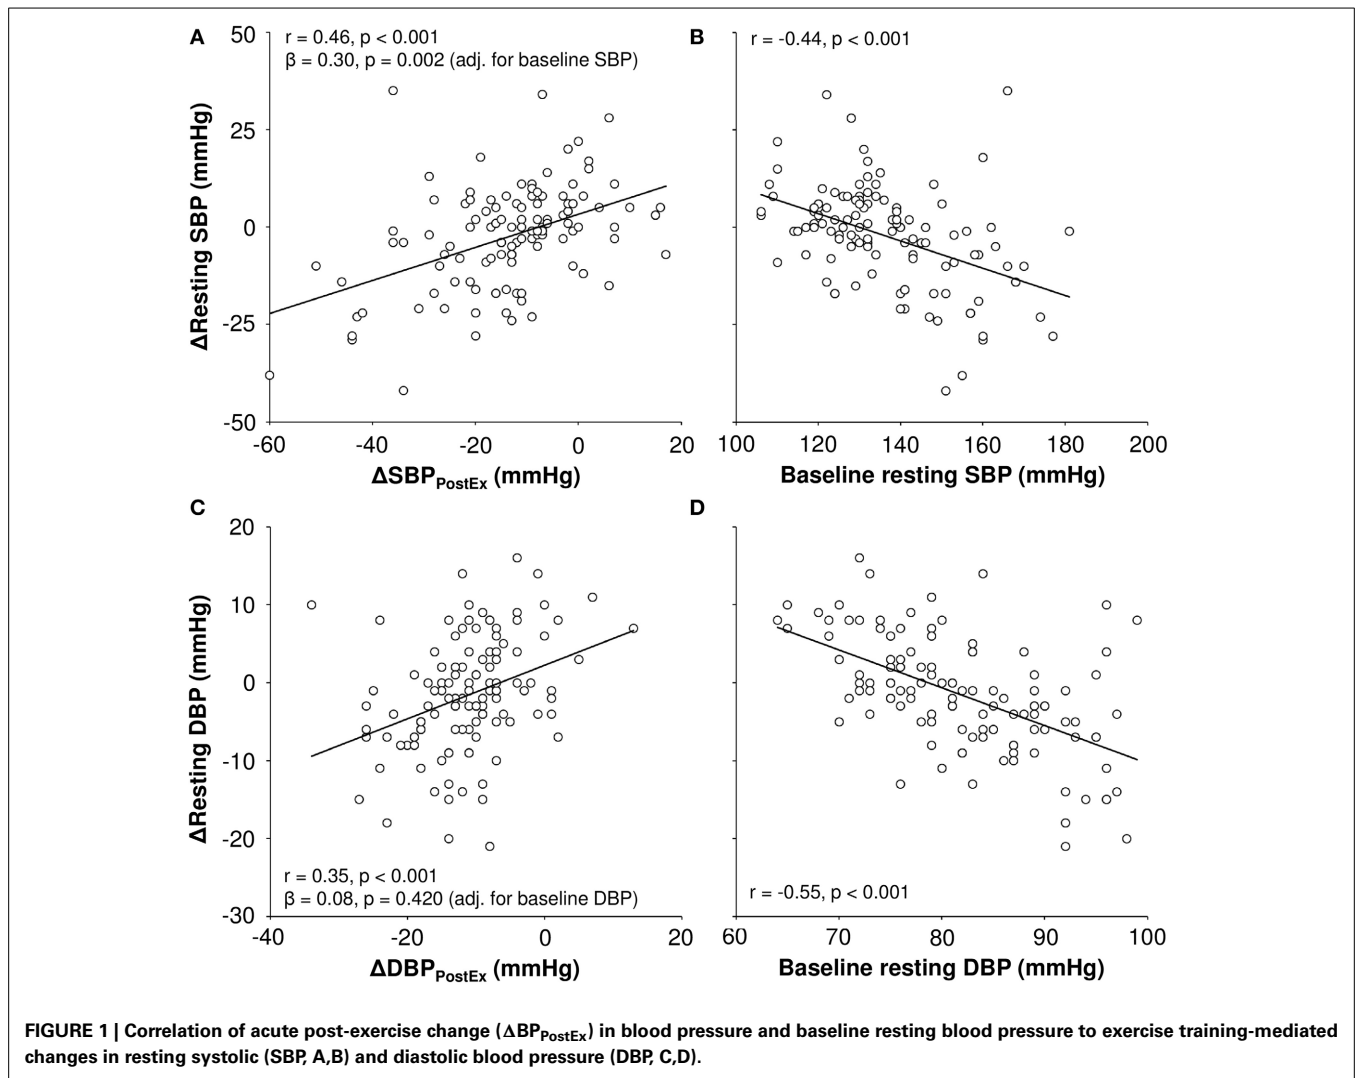 A
r = 0.46, p < 0.001
β = 0.30, p = 0.002 (adj. for baseline SBP)
50
25
0
-25
-50
ΔResting SBP (mmHg)
-60 -40 -20 0 20
ΔSBPPostEx (mmHg)
B
r = -0.44, p < 0.001
100 120 140 160 180 200
Baseline resting SBP (mmHg)
C
20
10
0
-10
-20
-30
ΔResting DBP (mmHg)
r = 0.35, p < 0.001
β = 0.08, p = 0.420 (adj. for baseline DBP)
-40 -20 0 20
ΔDBPPostEx (mmHg)
D
r = -0.55, p < 0.001
60 70 80 90 100
Baseline resting DBP (mmHg)
FIGURE 1 | Correlation of acute post-exercise change (ΔBPPostEx) in blood pressure and baseline resting blood pressure to exercise training-mediated
changes in resting systolic (SBP, A,B) and diastolic blood pressure (DBP, C,D).